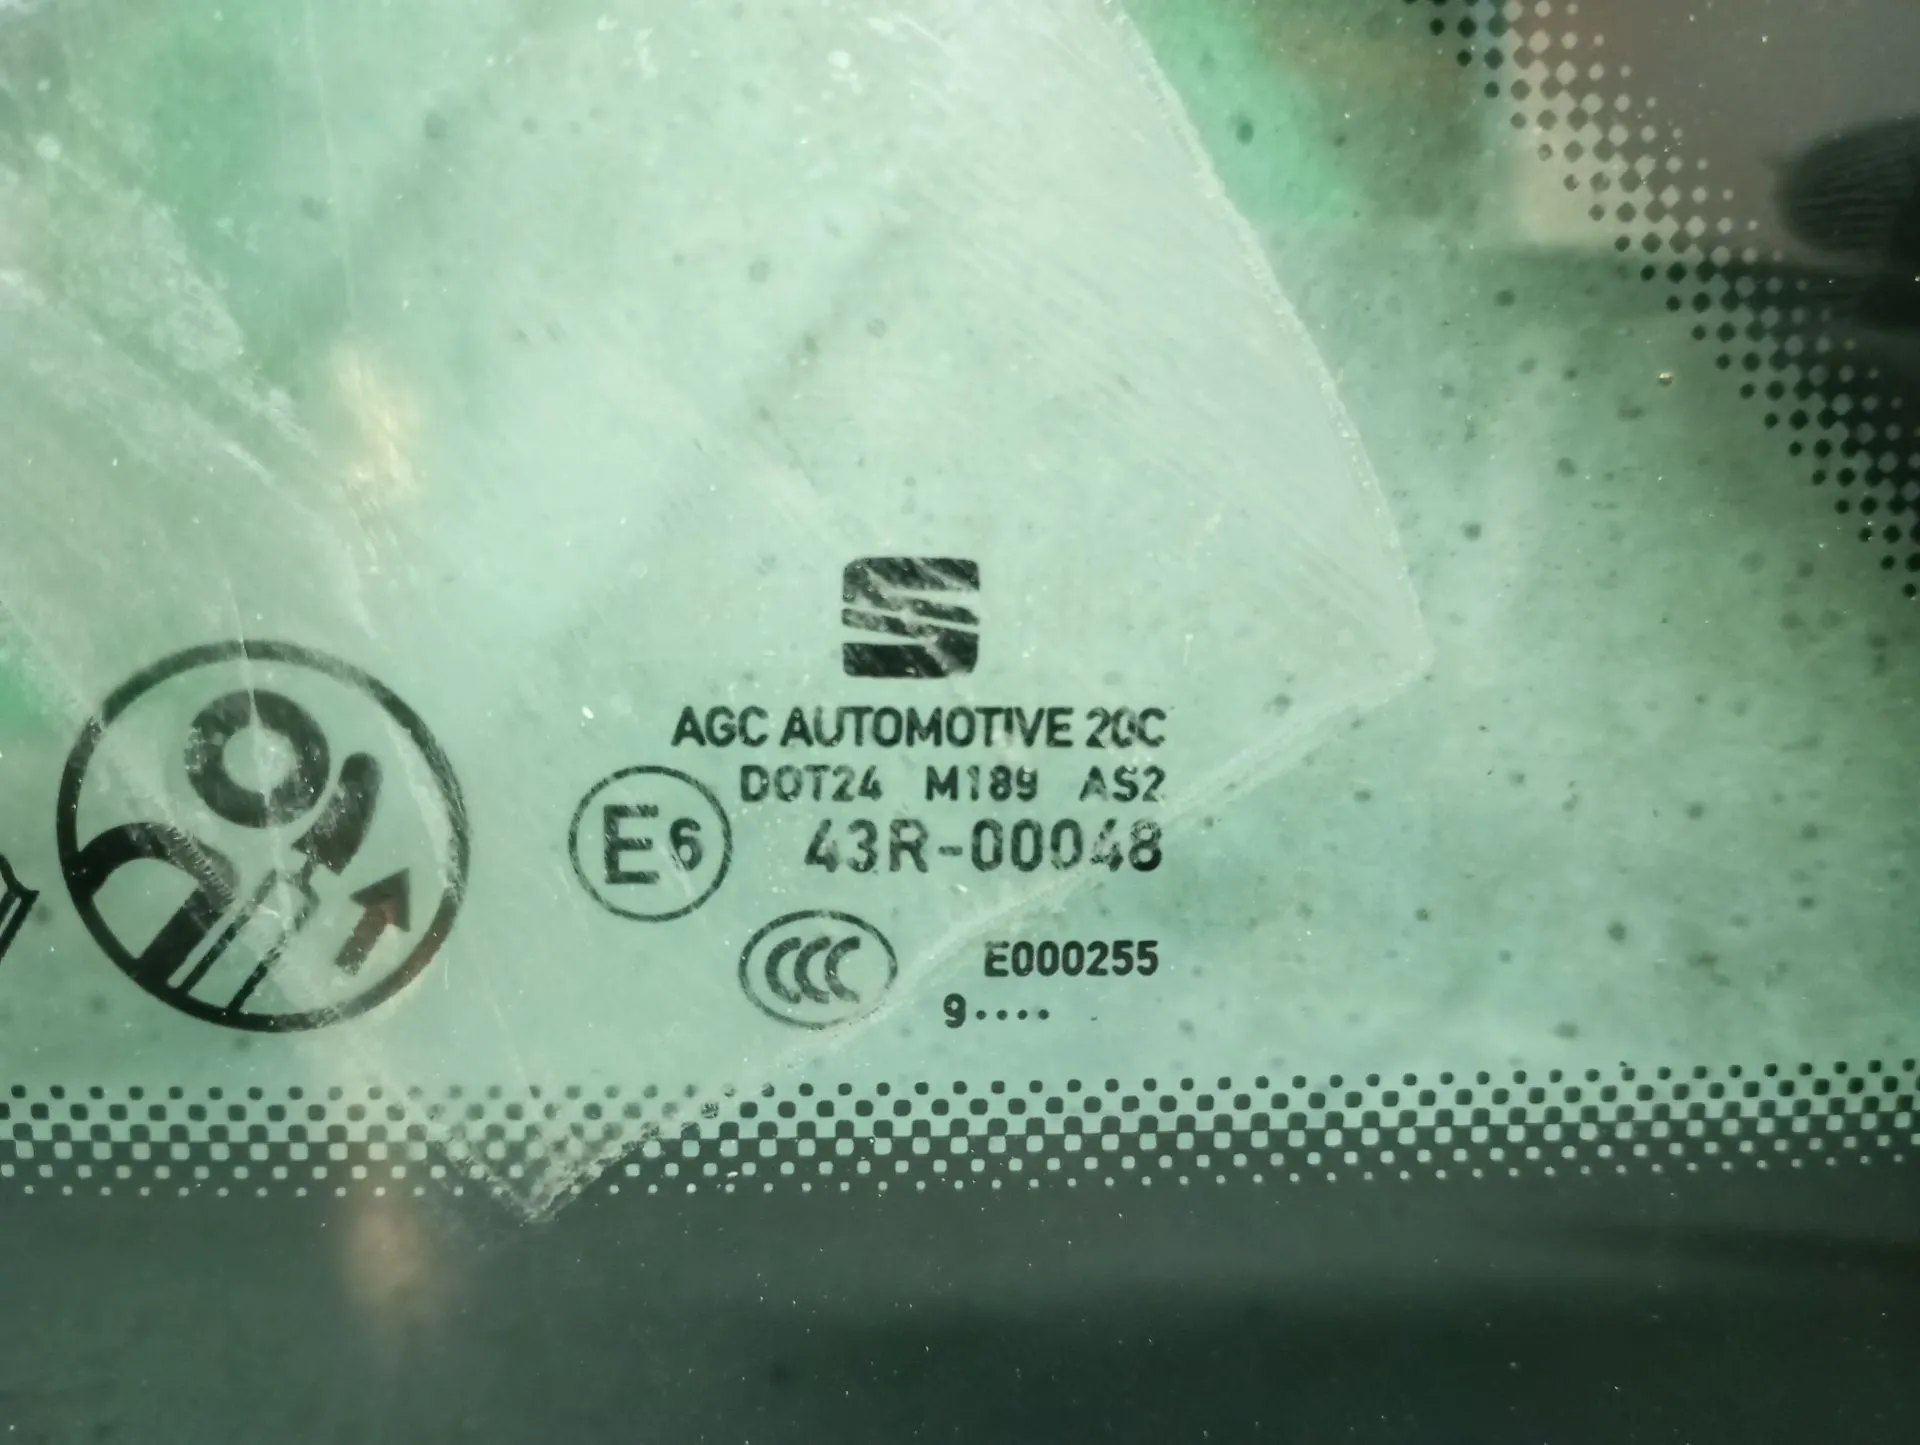 AGC AUTOMOTIVE 20C
DOT24 M189 AS2
E6 43R-00048
CCC E000255
9····